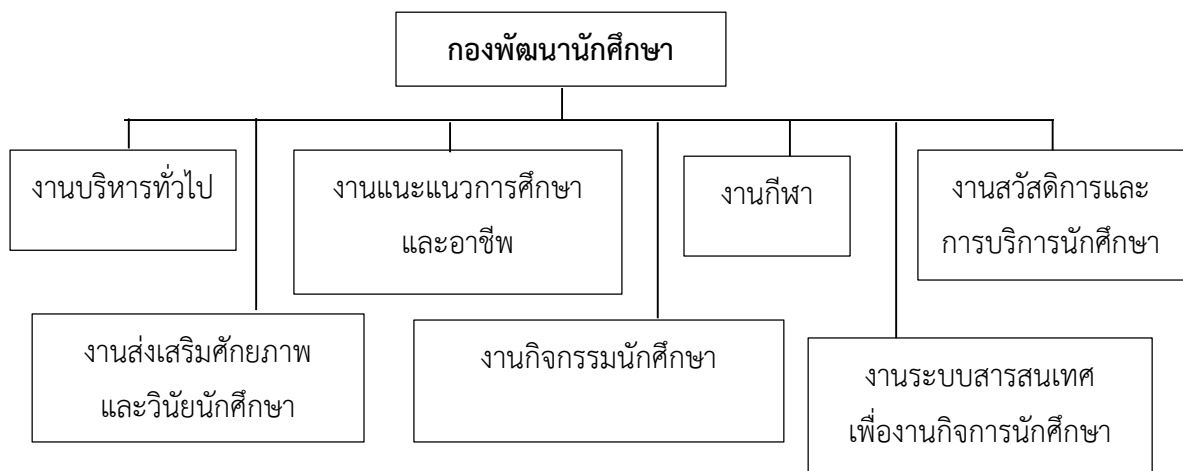 กองพัฒนานักศึกษา
งานบริหารทั่วไป
งานแนะแนวการศึกษา
และอาชีพ
งานกีฬา
งานสวัสดิการและ
การบริการนักศึกษา
งานส่งเสริมศักยภาพ
และวินัยนักศึกษา
งานกิจกรรมนักศึกษา
งานระบบสารสนเทศ
เพื่องานกิจการนักศึกษา